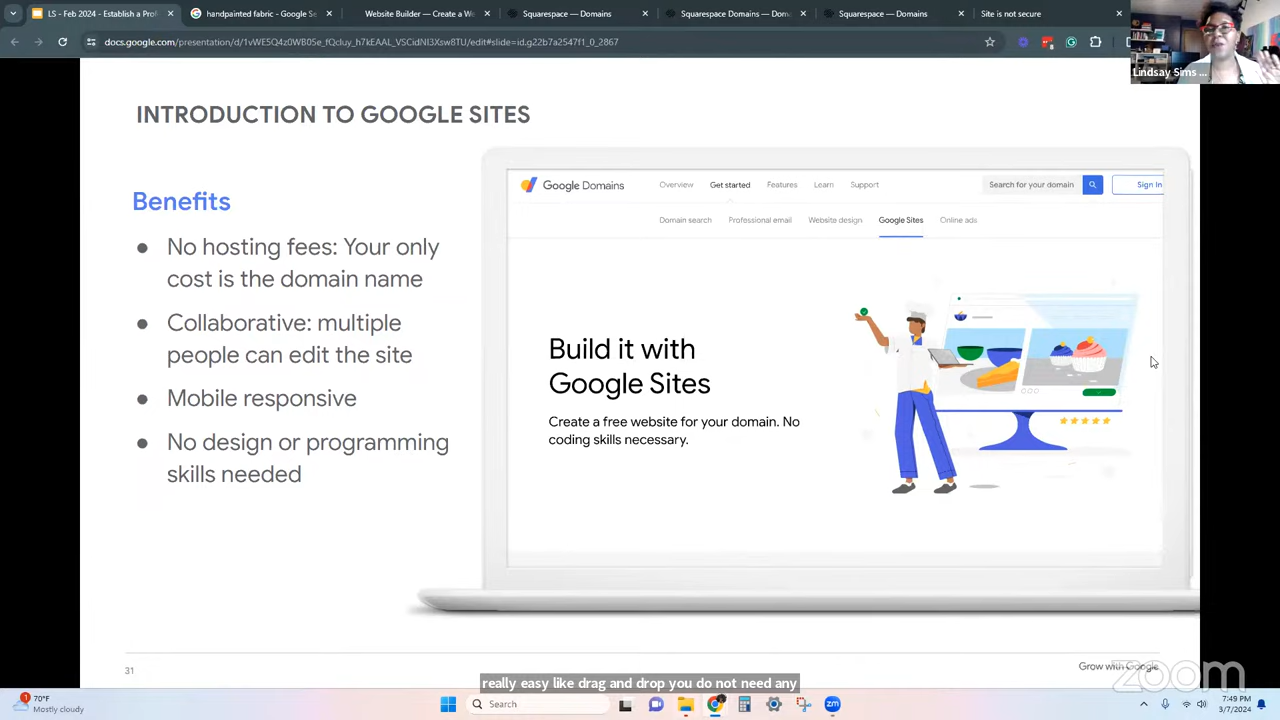 LS - Feb 2024 - Establish a Prof
handpainted fabric - Google S
Website Builder — Create a We
Squarespace — Domains
Squarespace Domains — Dom
Squarespace — Domains
Site is not secure
Lindsay Sims ...
INTRODUCTION TO GOOGLE SITES
Benefits
● No hosting fees: Your only
cost is the domain name
● Collaborative: multiple
people can edit the site
● Mobile responsive
● No design or programming
skills needed
Google Domains
Overview
Get started
Features
Learn
Support
Search for your domain
Sign In
Domain search
Professional email
Website design
Google Sites
Online ads
Build it with
Google Sites
Create a free website for your domain. No
coding skills necessary.
31
Grow with Google
zoom
really easy like drag and drop you do not need any
1
70°F
Mostly cloudy
Search
zm
7:49 PM
3/7/2024